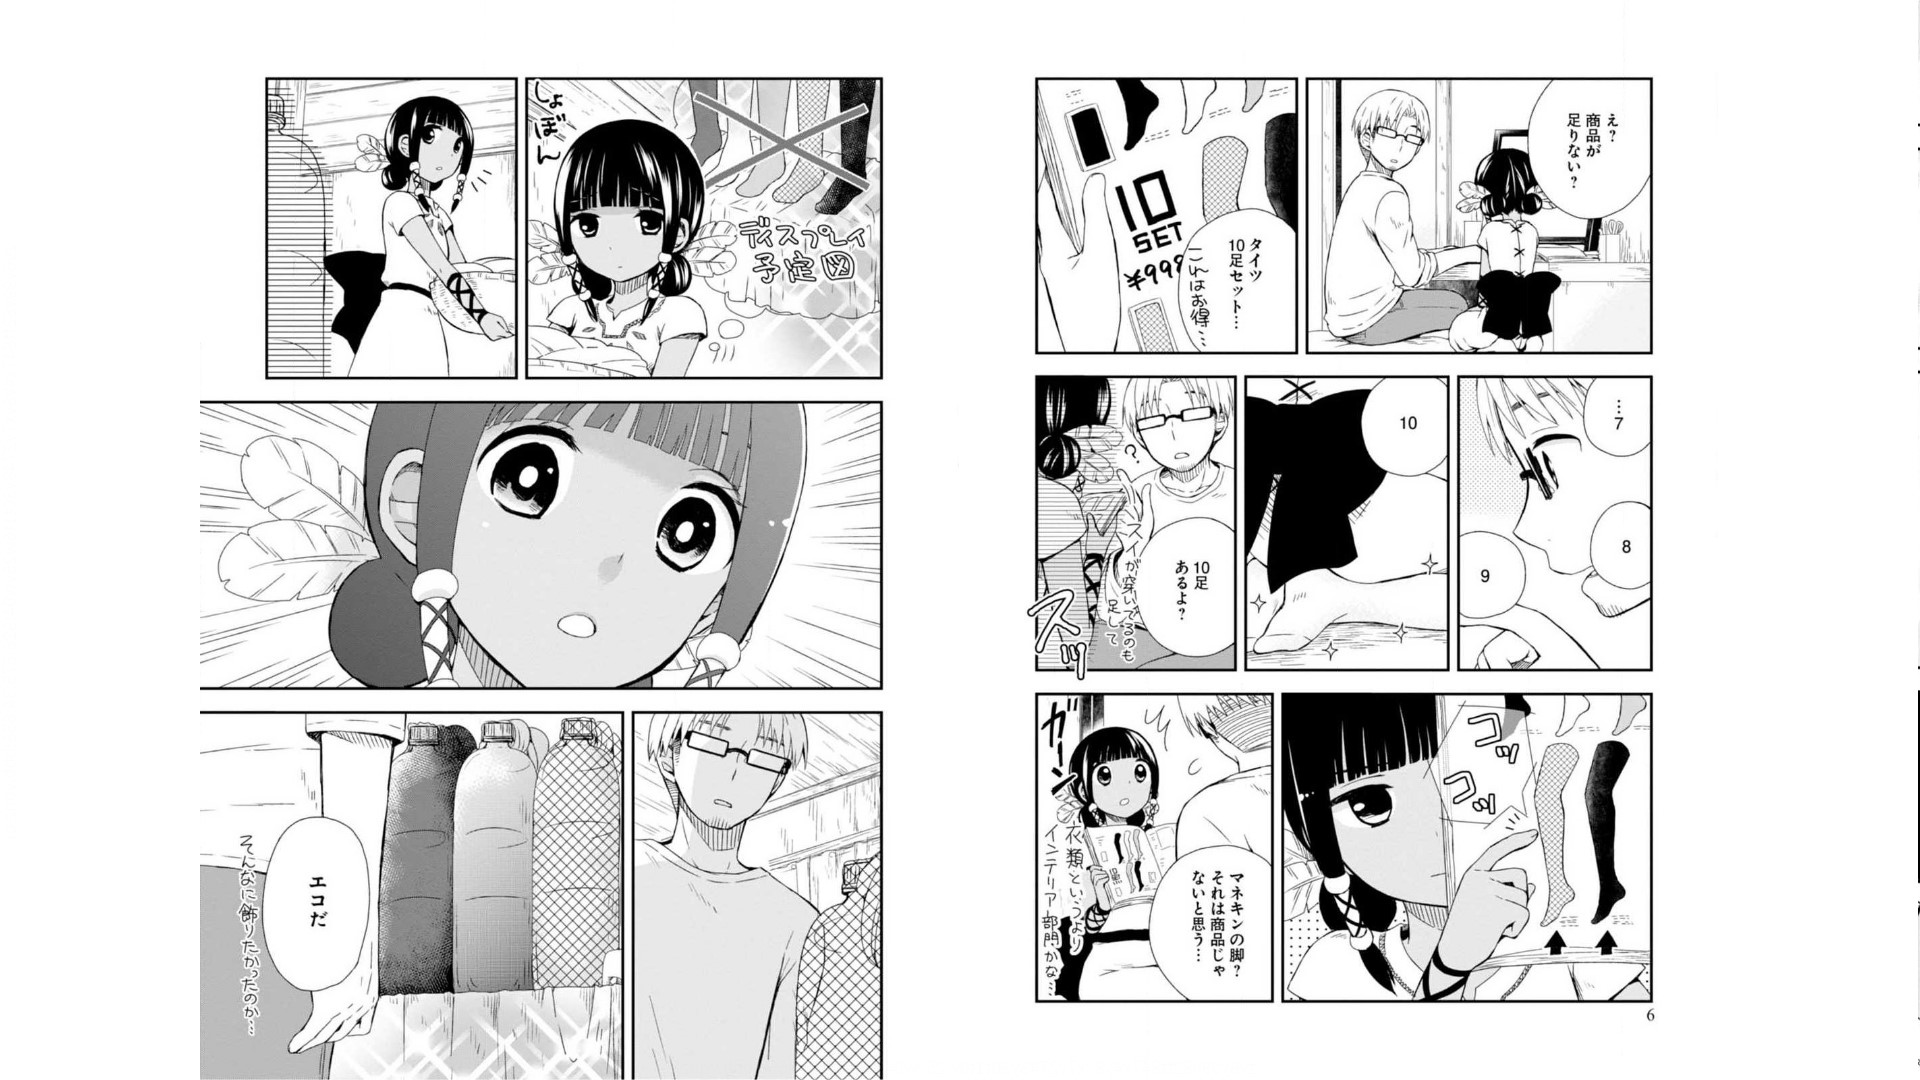 え?
商品が
足りない?
10
SET
¥998
タイツ
10足セット…
これはお得…
…7
8
9
10
?
10足
あるよ?
スイが穿いてるのも
足して
スッ
コッ
コッ
ガーン
マネキンの脚?
それは商品じゃ
ないと思う…
衣類というより
インテリア部門かな…
6
ディスプレイ
予定図
しょぼん
エコだ
そんなに飾りたかったのか…